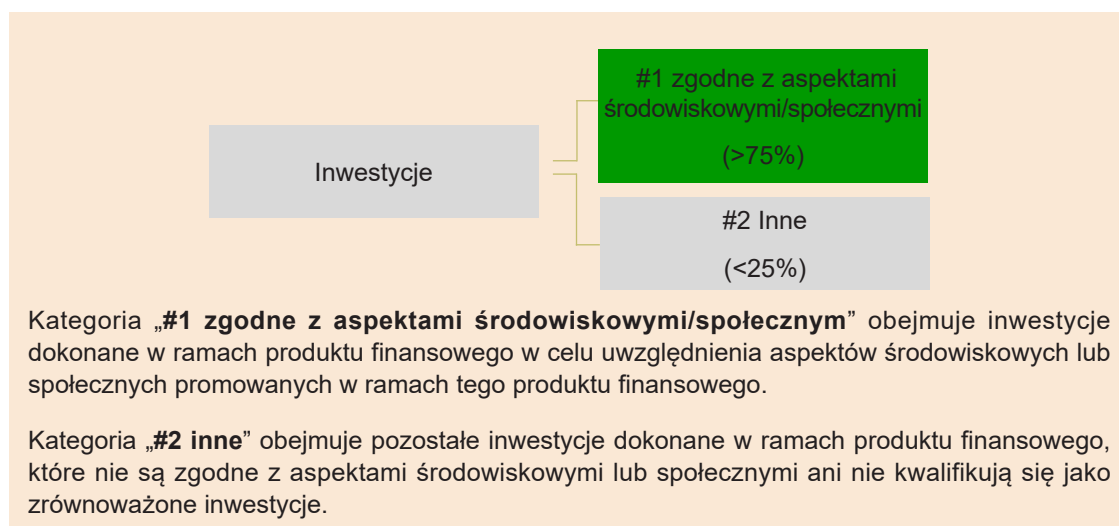 #1 zgodne z aspektami
środowiskowymi/społecznymi
(>75%)
Inwestycje
#2 Inne
(<25%)
Kategoria „#1 zgodne z aspektami środowiskowymi/społecznym” obejmuje inwestycje
dokonane w ramach produktu finansowego w celu uwzględnienia aspektów środowiskowych lub
społecznych promowanych w ramach tego produktu finansowego.
Kategoria „#2 inne” obejmuje pozostałe inwestycje dokonane w ramach produktu finansowego,
które nie są zgodne z aspektami środowiskowymi lub społecznymi ani nie kwalifikują się jako
zrównoważone inwestycje.